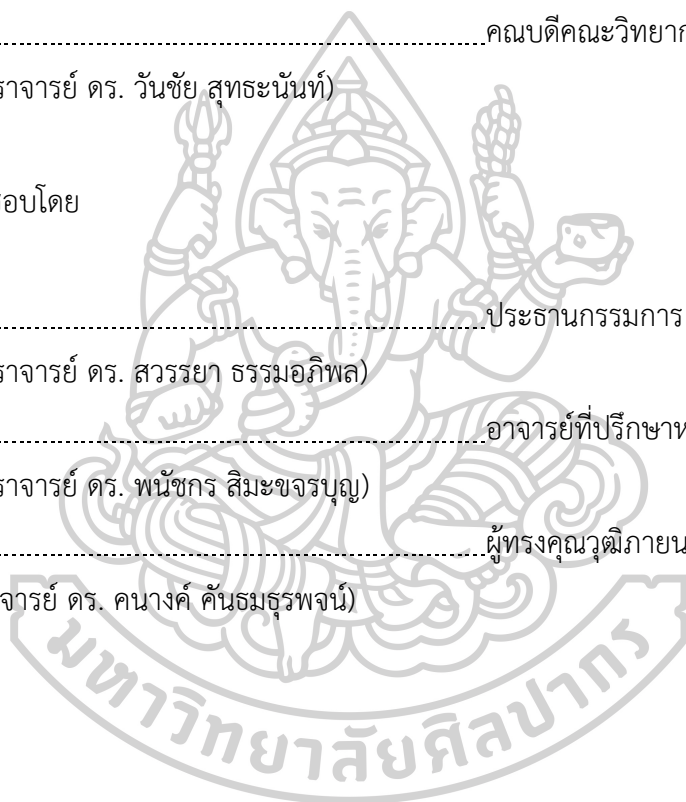 คณบดีคณะวิทยาก
ราจารย์ ดร. วันชัย สุทธะนันท์)
อบโดย
ประธานกรรมการ
ราจารย์ ดร. สวรรยา ธรรมอภิพล)
อาจารย์ที่ปรึกษาห
ราจารย์ ดร. พนัชกร สิมะขจรบุญ)
ผู้ทรงคุณวุฒิภายน
จารย์ ดร. คนางค์ คันธมธุรพจน์)
มหาวิทยาลัยศิลปากร